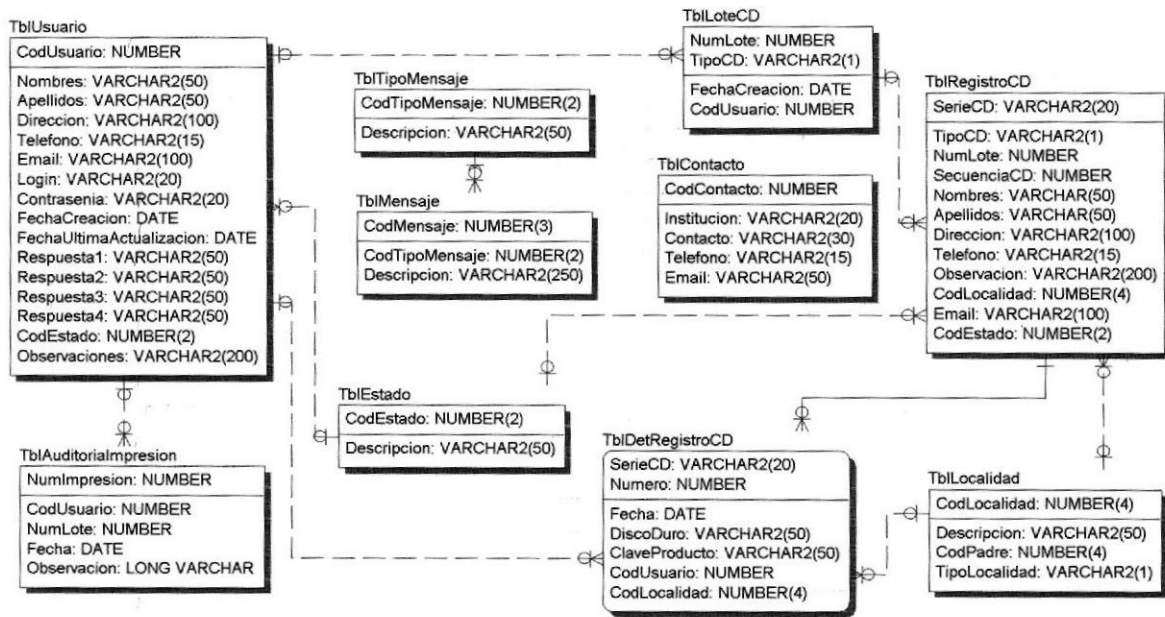 TblUsuario
CodUsuario: NUMBER
Nombres: VARCHAR2(50)
Apellidos: VARCHAR2(50)
Direccion: VARCHAR2(100)
Telefono: VARCHAR2(15)
Email: VARCHAR2(100)
Login: VARCHAR2(20)
Contrasenia: VARCHAR2(20)
FechaCreacion: DATE
FechaUltimaActualizacion: DATE
Respuesta1: VARCHAR2(50)
Respuesta2: VARCHAR2(50)
Respuesta3: VARCHAR2(50)
Respuesta4: VARCHAR2(50)
CodEstado: NUMBER(2)
Observaciones: VARCHAR2(200)
TblTipoMensaje
CodTipoMensaje: NUMBER(2)
Descripcion: VARCHAR2(50)
TblMensaje
CodMensaje: NUMBER(3)
CodTipoMensaje: NUMBER(2)
Descripcion: VARCHAR2(250)
TblLoteCD
NumLote: NUMBER
TipoCD: VARCHAR2(1)
FechaCreacion: DATE
CodUsuario: NUMBER
TblContacto
CodContacto: NUMBER
Institucion: VARCHAR2(20)
Contacto: VARCHAR2(30)
Telefono: VARCHAR2(15)
Email: VARCHAR2(50)
TblRegistroCD
SerieCD: VARCHAR2(20)
TipoCD: VARCHAR2(1)
NumLote: NUMBER
SecuenciaCD: NUMBER
Nombres: VARCHAR(50)
Apellidos: VARCHAR(50)
Direccion: VARCHAR2(100)
Telefono: VARCHAR2(15)
Observacion: VARCHAR2(200)
CodLocalidad: NUMBER(4)
Email: VARCHAR2(100)
CodEstado: NUMBER(2)
TblAuditoriaImpresion
NumImpresion: NUMBER
CodUsuario: NUMBER
NumLote: NUMBER
Fecha: DATE
Observacion: LONG VARCHAR
TblEstado
CodEstado: NUMBER(2)
Descripcion: VARCHAR2(50)
TblDetRegistroCD
SerieCD: VARCHAR2(20)
Numero: NUMBER
Fecha: DATE
DiscoDuro: VARCHAR2(50)
ClaveProducto: VARCHAR2(50)
CodUsuario: NUMBER
CodLocalidad: NUMBER(4)
TblLocalidad
CodLocalidad: NUMBER(4)
Descripcion: VARCHAR2(50)
CodPadre: NUMBER(4)
TipoLocalidad: VARCHAR2(1)